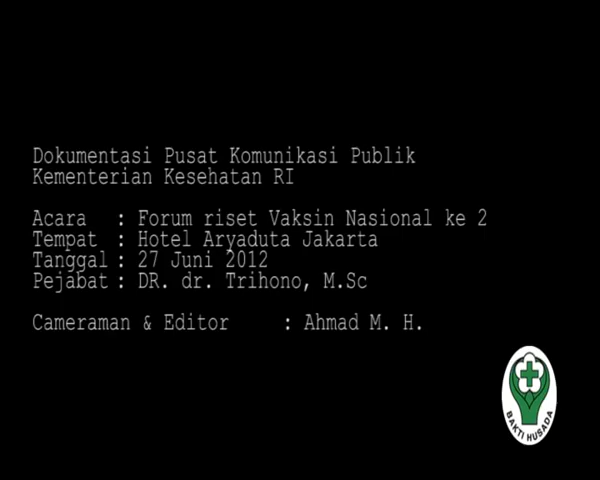 Dokumentasi Pusat Komunikasi Publik
Kementerian Kesehatan RI
Acara : Forum riset Vaksin Nasional ke 2
Tempat : Hotel Aryaduta Jakarta
Tanggal : 27 Juni 2012
Pejabat : DR. dr. Trihono, M.Sc
Cameraman & Editor : Ahmad M. H.
BAKTI HUSADA